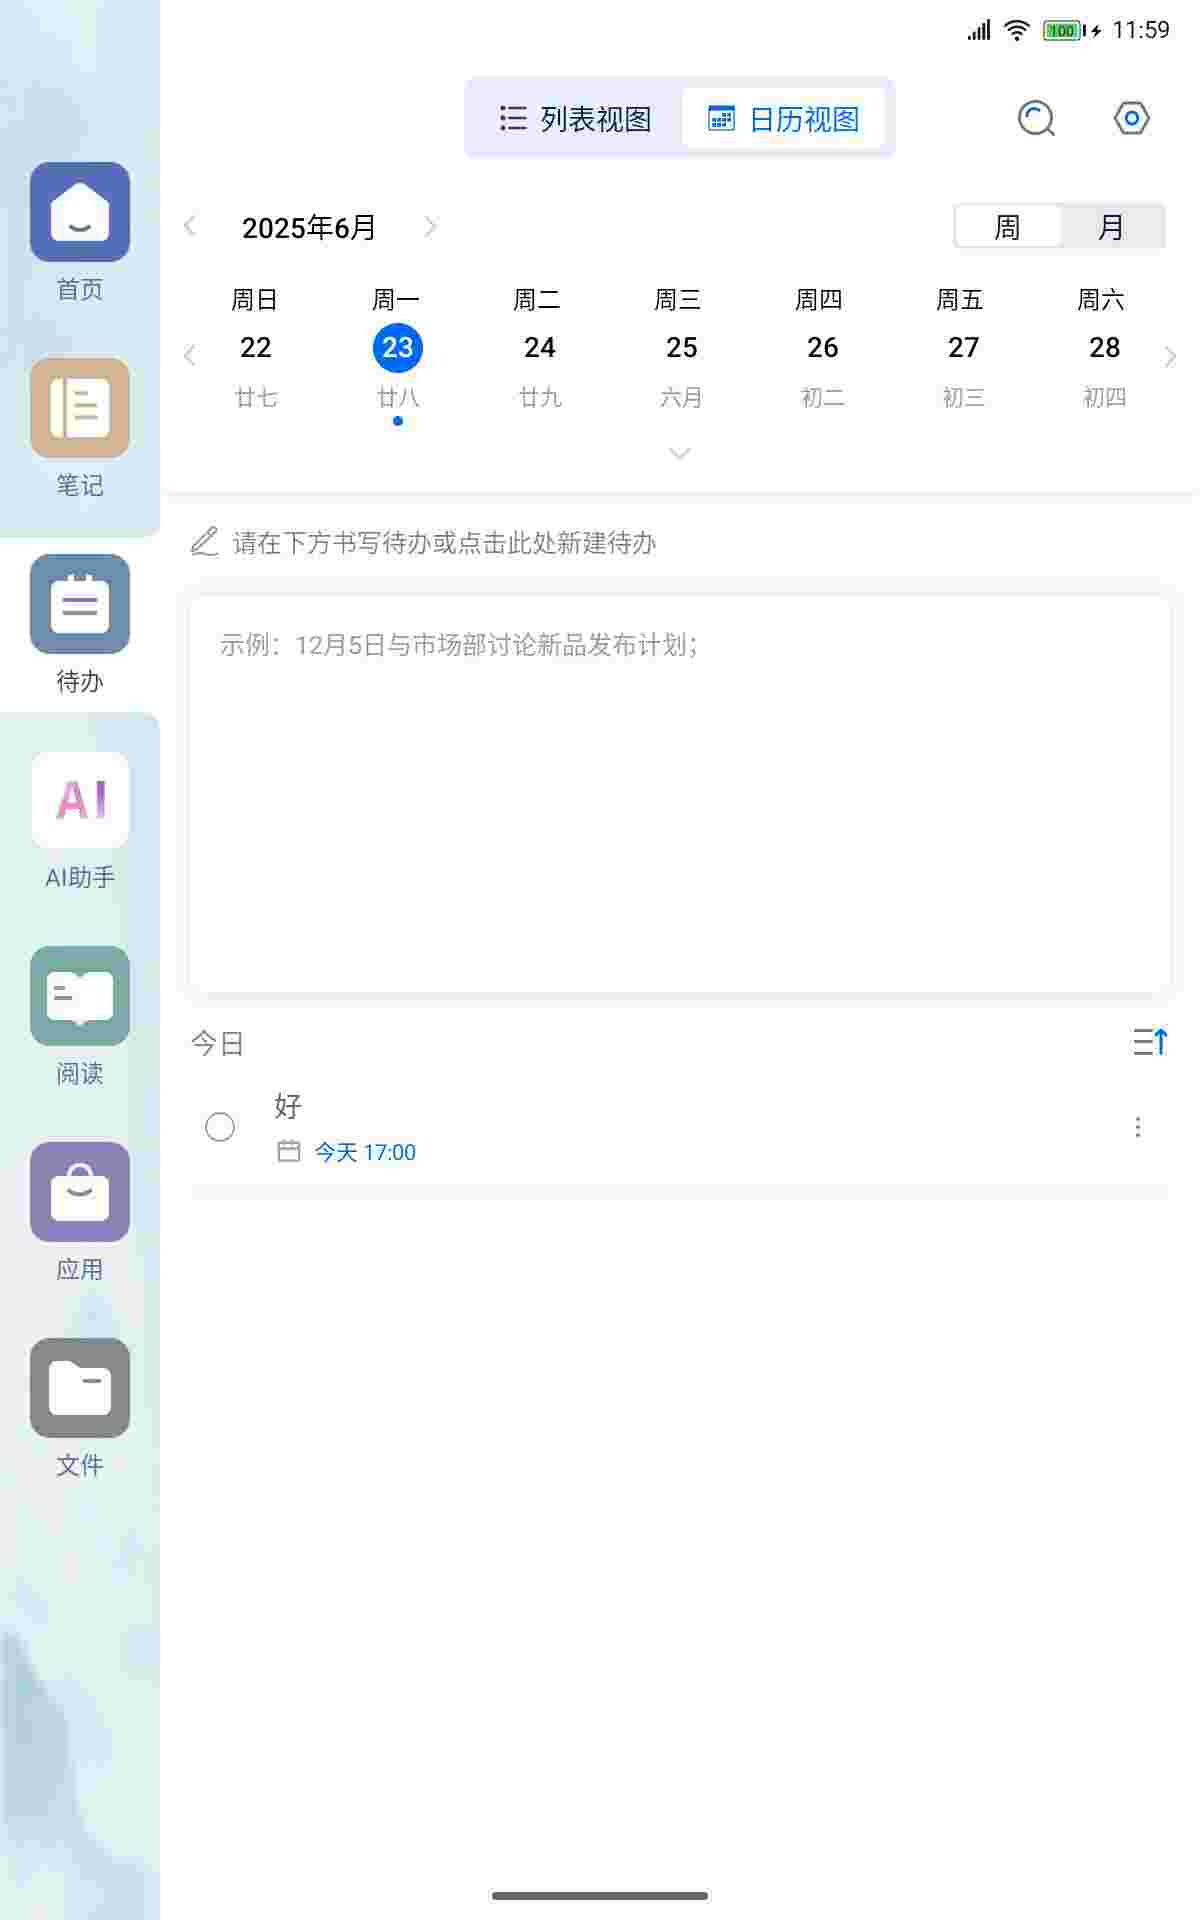 100 11:59
列表视图 日历视图
首页
笔记
待办
AI
AI助手
阅读
应用
文件
2025年6月 周 月
周日 周一 周二 周三 周四 周五 周六
22 23 24 25 26 27 28
廿七 廿八 廿九 六月 初二 初三 初四
请在下方书写待办或点击此处新建待办
示例：12月5日与市场部讨论新品发布计划；
今日
好
今天 17:00